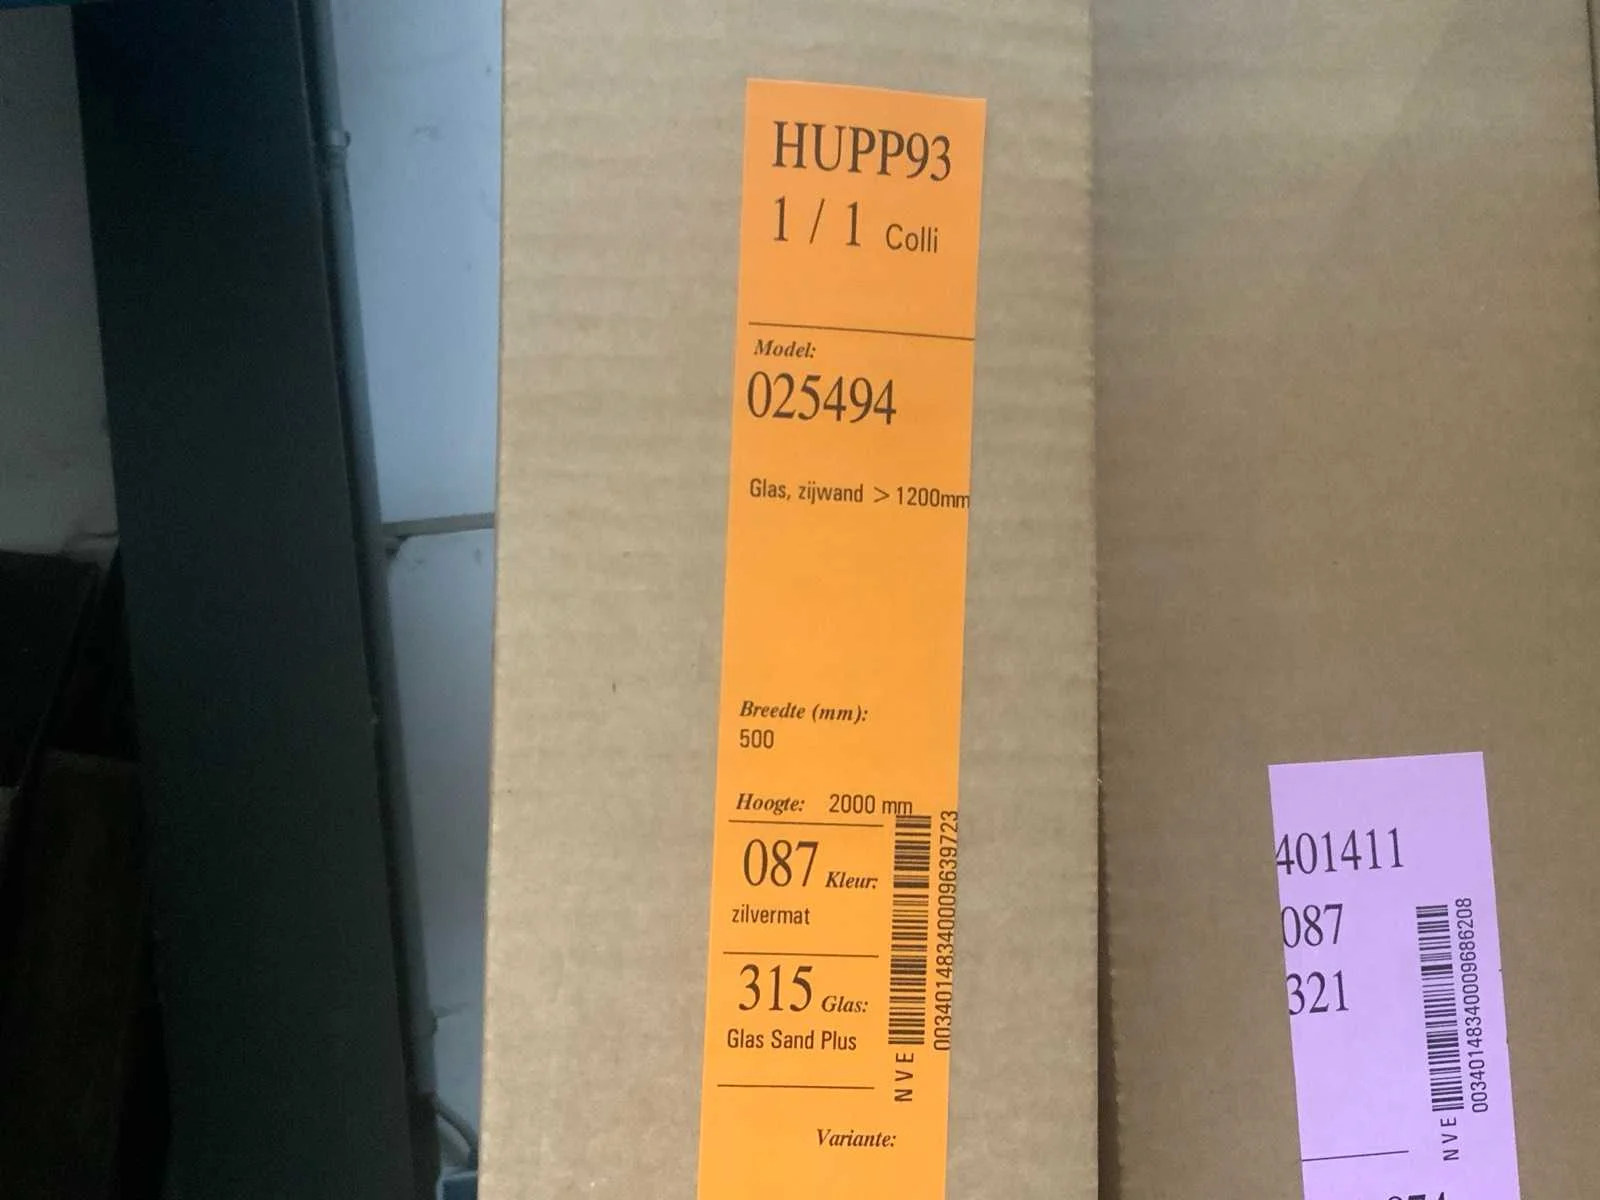 HUPP93
1 / 1 Colli
Model:
025494
Glas, zijwand > 1200mm
Breedte (mm):
500
Hoogte: 2000 mm
087 Kleur:
zilvermat
315 Glas:
Glas Sand Plus
NVE
00340148340009639723
Variante:
401411
087
321
NVE
00340148340009686208